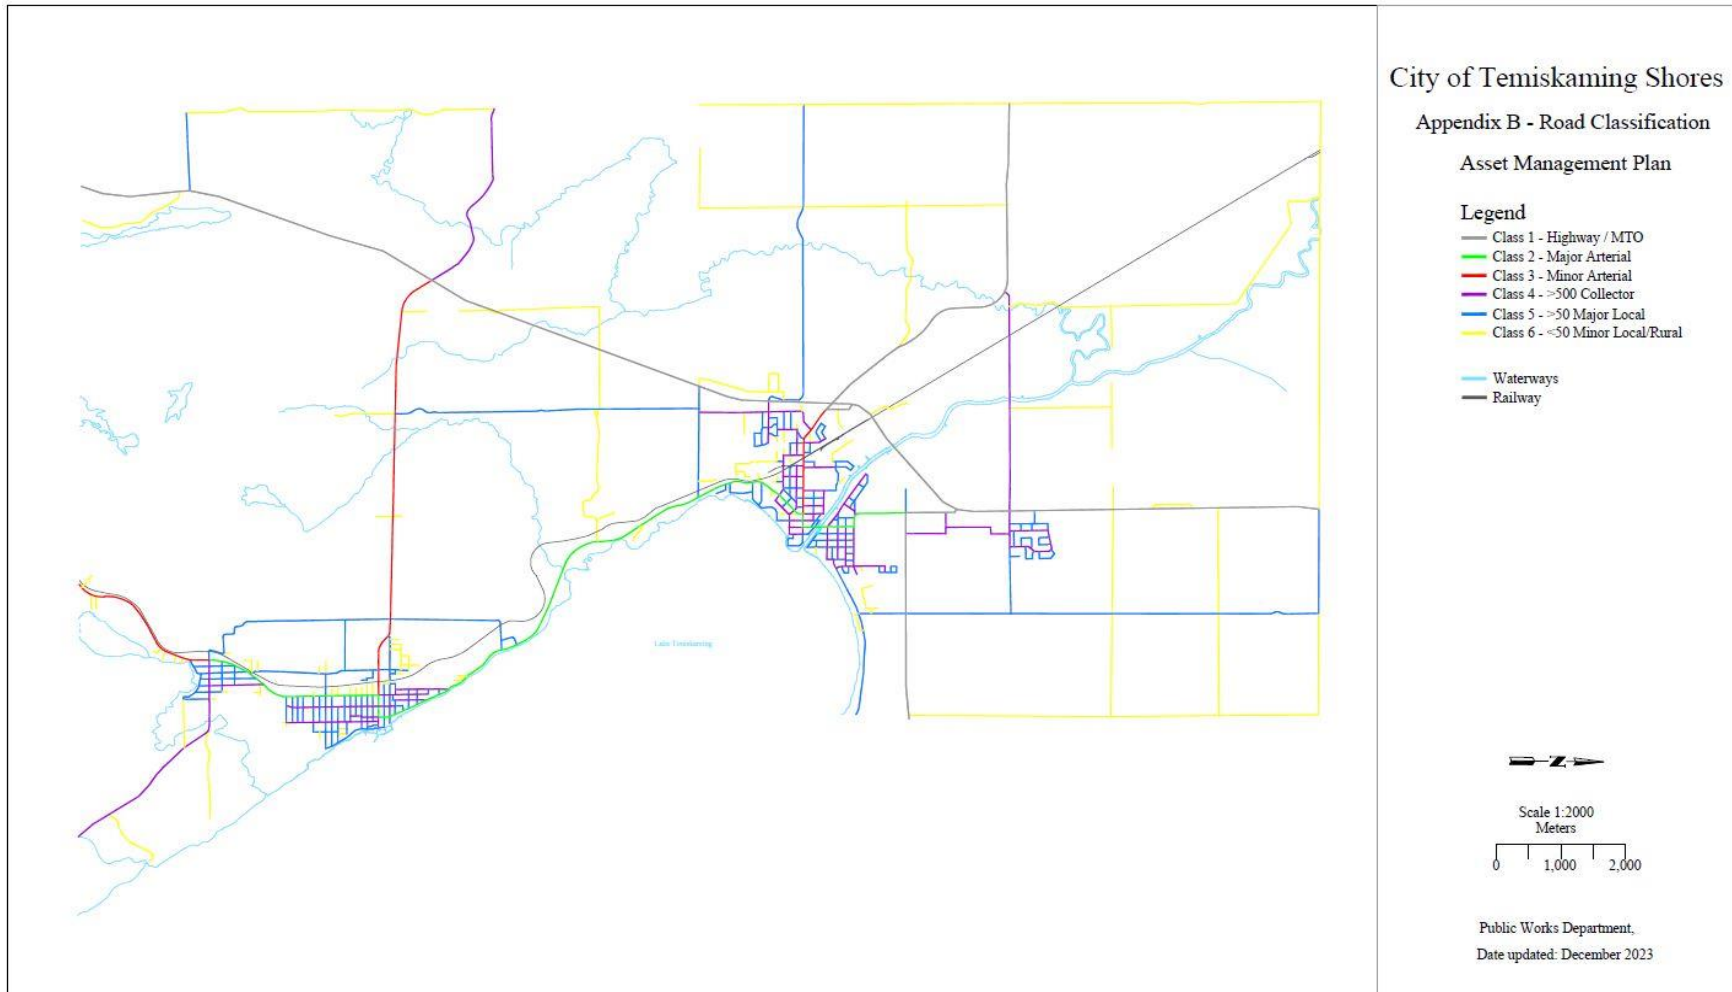 City of Temiskaming Shores
Appendix B - Road Classification
Asset Management Plan
Legend
Class 1 - Highway / MTO
Class 2 - Major Arterial
Class 3 - Minor Arterial
Class 4 - >500 Collector
Class 5 - >50 Major Local
Class 6 - <50 Minor Local/Rural
Waterways
Railway
Lake Temiskaming
N
Scale 1:2000
Meters
0 1,000 2,000
Public Works Department,
Date updated: December 2023